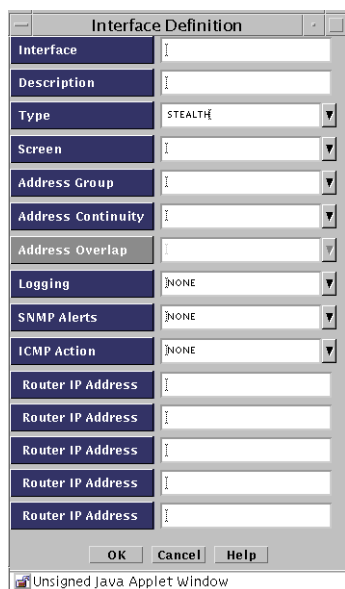 Interface Definition
Interface
Description
Type STEALTH
Screen
Address Group
Address Continuity
Address Overlap
Logging NONE
SNMP Alerts NONE
ICMP Action NONE
Router IP Address
Router IP Address
Router IP Address
Router IP Address
Router IP Address
OK Cancel Help
Unsigned Java Applet Window